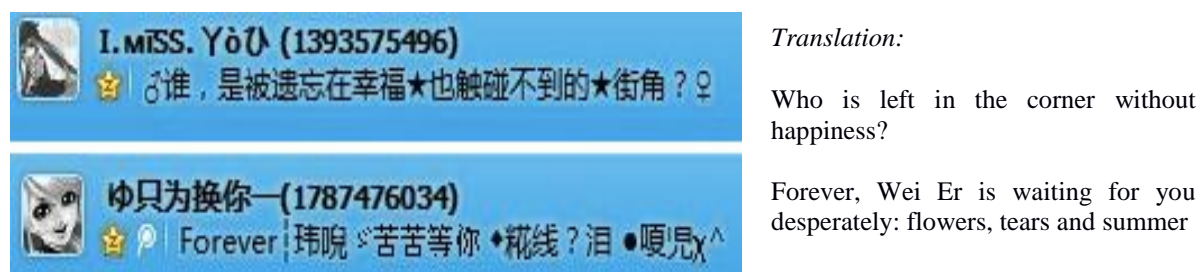 I.мīSS. Yòひ (1393575496)
♂谁，是被遗忘在幸福★也触碰不到的★街角？♀
ゆ只为换你—(1787476034)
Forever┊玮睨〃苦苦等你 ♦糀线？泪 ●嗄児χ^
Translation:
Who is left in the corner without
happiness?
Forever, Wei Er is waiting for you
desperately: flowers, tears and summer